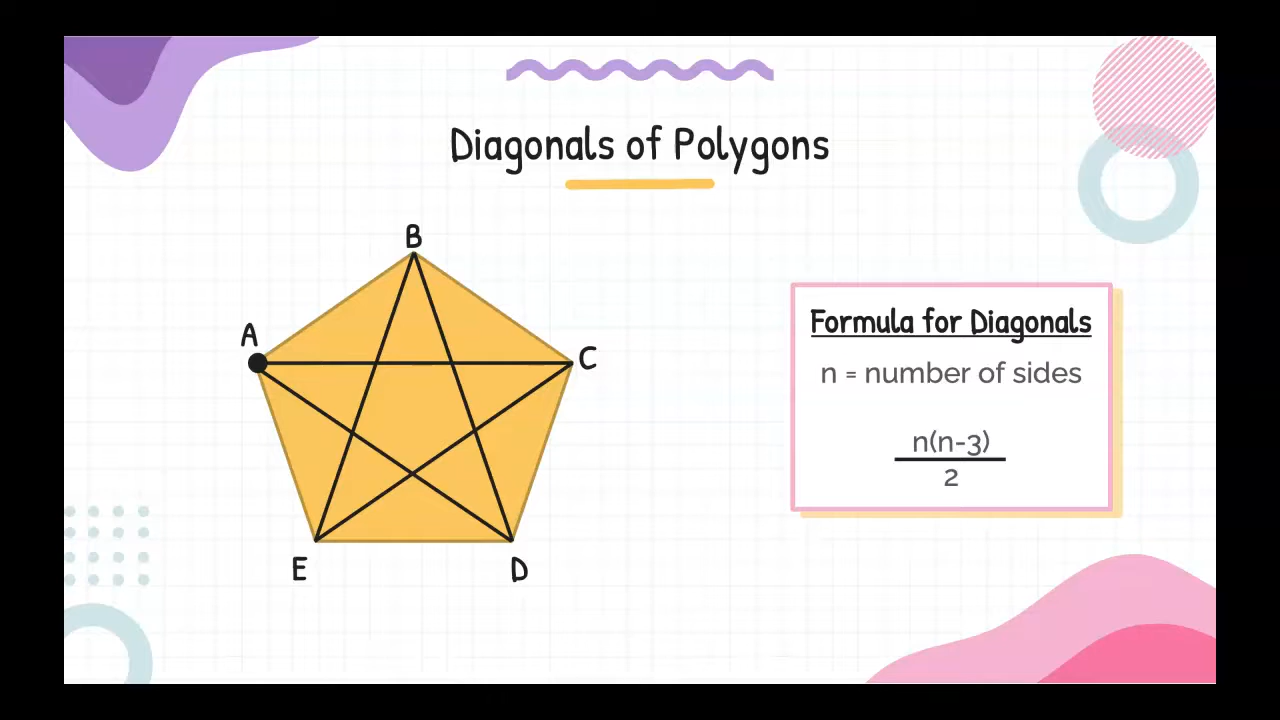 Diagonals of Polygons
B
A
C
E
D
Formula for Diagonals
n = number of sides
n(n-3)
2